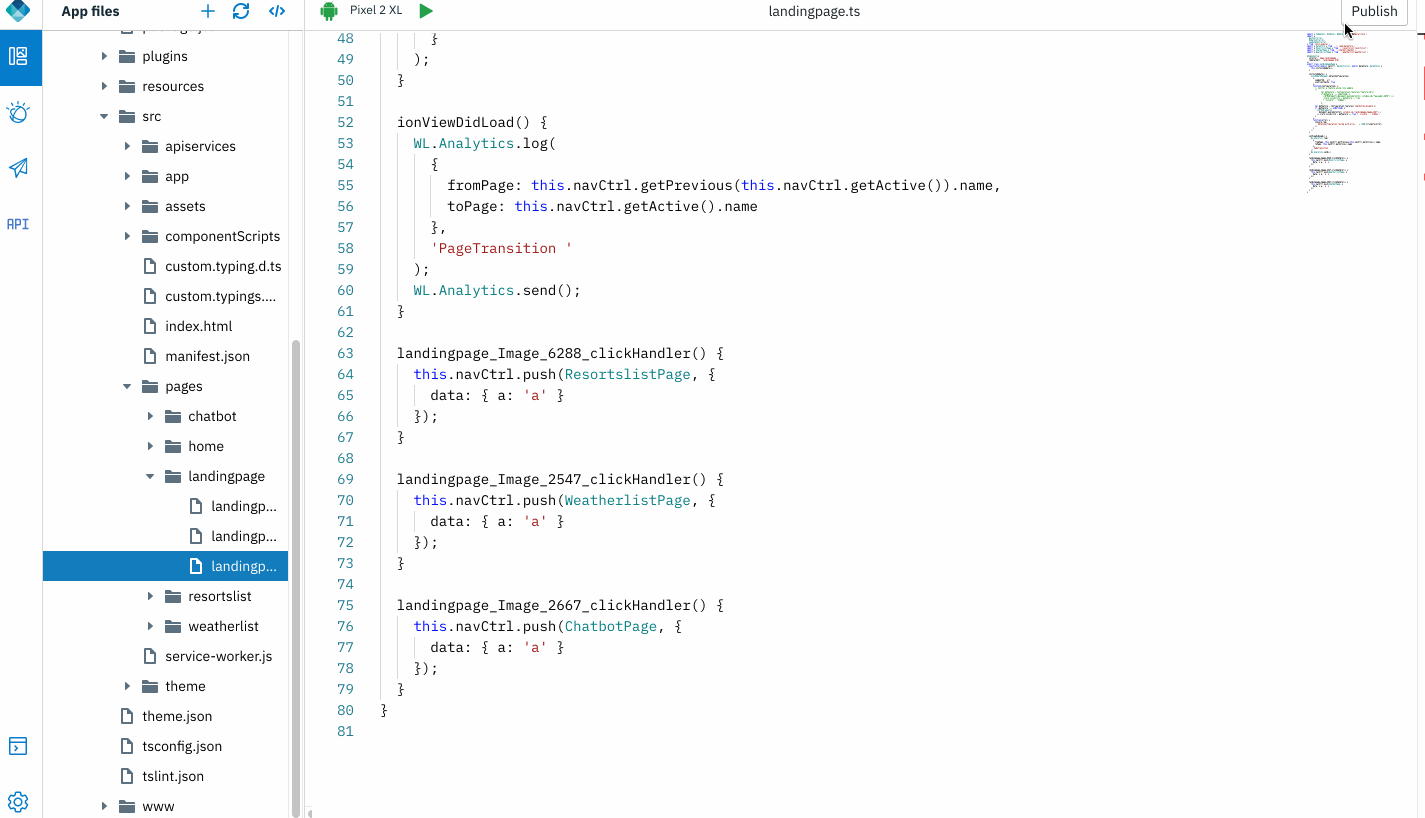 App files
Pixel 2 XL
landingpage.ts
Publish
plugins
resources
src
apiservices
app
assets
componentScripts
custom.typing.d.ts
custom.typings....
index.html
manifest.json
pages
chatbot
home
landingpage
landingp...
landingp...
landingp...
resortslist
weatherlist
service-worker.js
theme
theme.json
tsconfig.json
tslint.json
www
API
48 }
49 );
50 }
51
52 ionViewDidLoad() {
53 WL.Analytics.log(
54 {
55 fromPage: this.navCtrl.getPrevious(this.navCtrl.getActive()).name,
56 toPage: this.navCtrl.getActive().name
57 },
58 'PageTransition '
59 );
60 WL.Analytics.send();
61 }
62
63 landingpage_Image_6288_clickHandler() {
64 this.navCtrl.push(ResortslistPage, {
65 data: { a: 'a' }
66 });
67 }
68
69 landingpage_Image_2547_clickHandler() {
70 this.navCtrl.push(WeatherlistPage, {
71 data: { a: 'a' }
72 });
73 }
74
75 landingpage_Image_2667_clickHandler() {
76 this.navCtrl.push(ChatbotPage, {
77 data: { a: 'a' }
78 });
79 }
80 }
81